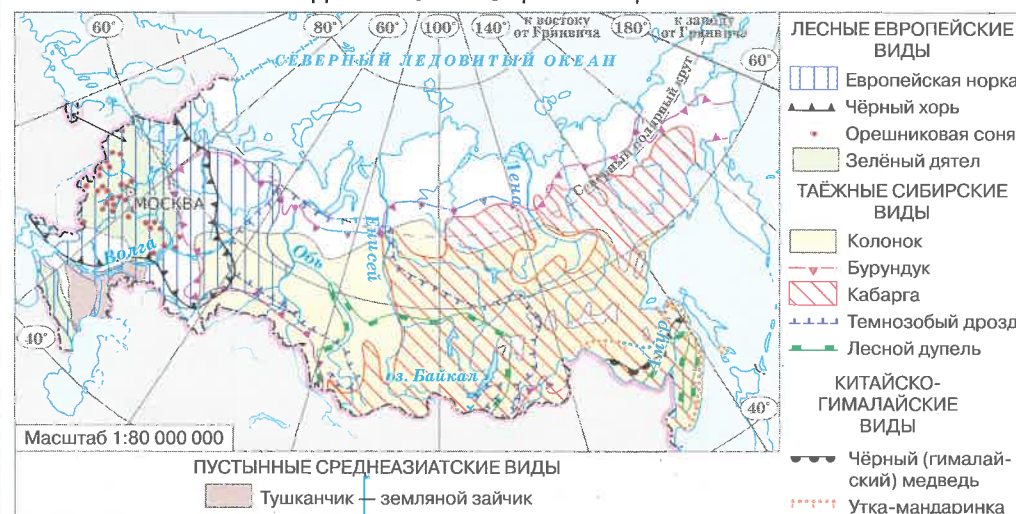 60°
80°
60°
100°
140°
к востоку
от Гринвича
180°
к западу
от Гринвича
60°
СЕВЕРНЫЙ ЛЕДОВИТЫЙ ОКЕАН
Северный полярный круг
Лена
МОСКВА
Волга
Обь
Енисей
Амур
оз. Байкал
40°
40°
Масштаб 1:80 000 000
ЛЕСНЫЕ ЕВРОПЕЙСКИЕ
ВИДЫ
Европейская норка
Чёрный хорь
Орешниковая соня
Зелёный дятел
ТАЁЖНЫЕ СИБИРСКИЕ
ВИДЫ
Колонок
Бурундук
Кабарга
Темнозобый дрозд
Лесной дупель
КИТАЙСКО-
ГИМАЛАЙСКИЕ
ВИДЫ
Чёрный (гималай-
ский) медведь
Утка-мандаринка
ПУСТЫННЫЕ СРЕДНЕАЗИАТСКИЕ ВИДЫ
Тушканчик — земляной зайчик